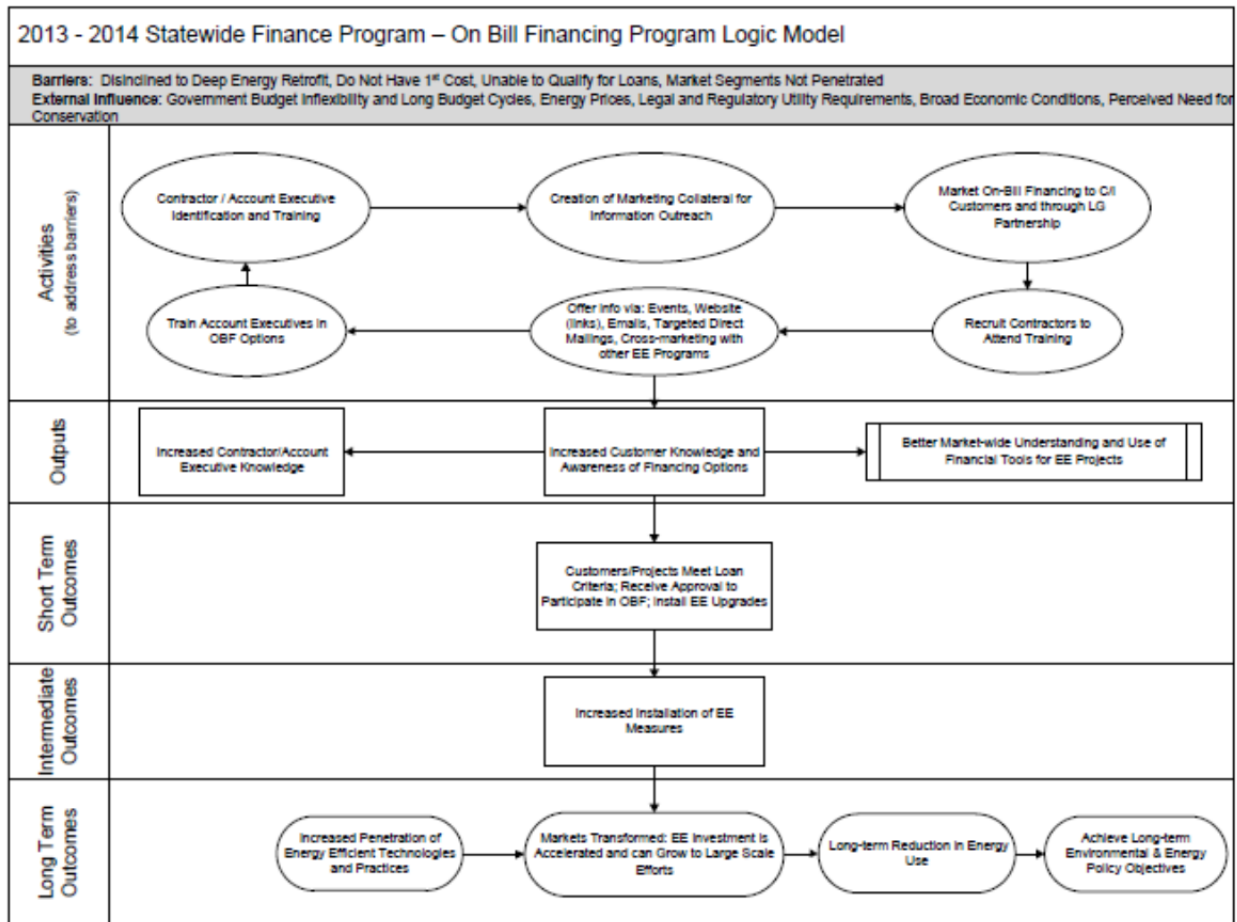 2013 - 2014 Statewide Finance Program – On Bill Financing Program Logic Model
Barriers: Disinclined to Deep Energy Retrofit, Do Not Have 1st Cost, Unable to Qualify for Loans, Market Segments Not Penetrated
External Influence: Government Budget Inflexibility and Long Budget Cycles, Energy Prices, Legal and Regulatory Utility Requirements, Broad Economic Conditions, Perceived Need for
Conservation
Activities
(to address barriers)
Contractor / Account Executive
Identification and Training
Creation of Marketing Collateral for
Information Outreach
Market On-Bill Financing to C/I
Customers and through LG
Partnership
Train Account Executives in
OBF Options
Offer info via: Events, Website
(links), Emails, Targeted Direct
Mailings, Cross-marketing with
other EE Programs
Recruit Contractors to
Attend Training
Outputs
Increased Contractor/Account
Executive Knowledge
Increased Customer Knowledge and
Awareness of Financing Options
Better Market-wide Understanding and Use of
Financial Tools for EE Projects
Short Term
Outcomes
Customers/Projects Meet Loan
Criteria; Receive Approval to
Participate in OBF; Install EE Upgrades
Intermediate
Outcomes
Increased Installation of EE
Measures
Long Term
Outcomes
Increased Penetration of
Energy Efficient Technologies
and Practices
Markets Transformed: EE Investment is
Accelerated and can Grow to Large Scale
Efforts
Long-term Reduction in Energy
Use
Achieve Long-term
Environmental & Energy
Policy Objectives